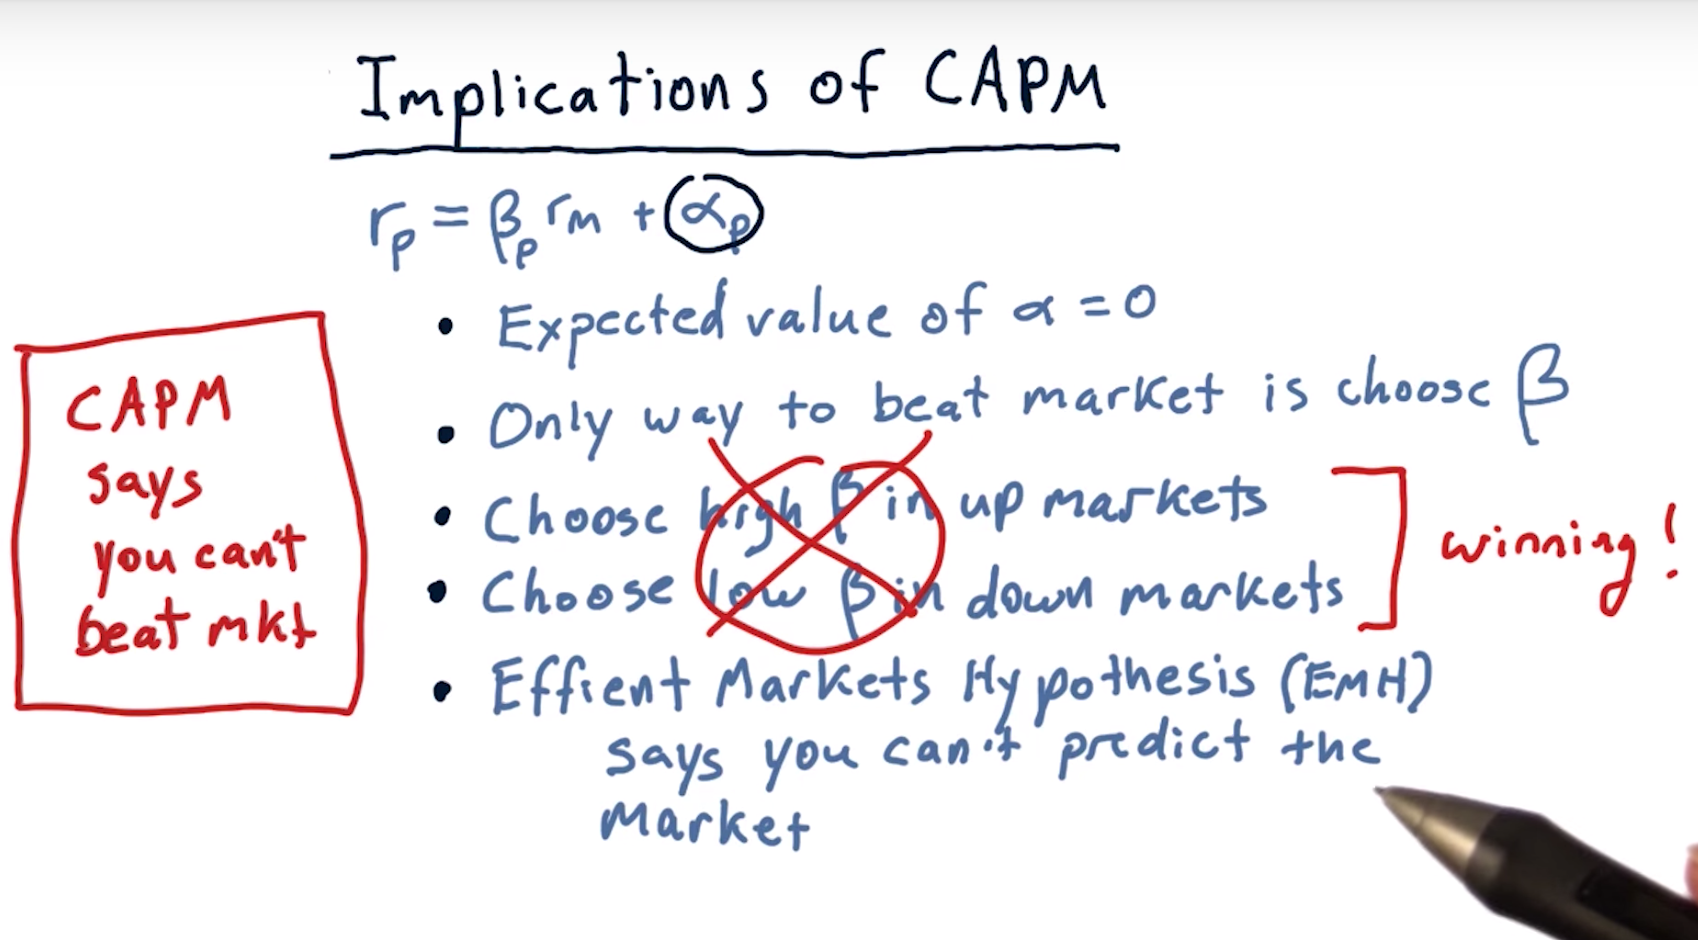 Implications of CAPM
rp = βp rm + αp
• Expected value of α = 0
• Only way to beat market is choose β
• Choose high β in up markets
• Choose low β in down markets
winning!
• Effient Markets Hypothesis (EMH)
says you can't predict the
Market
CAPM
says
you can't
beat mkt